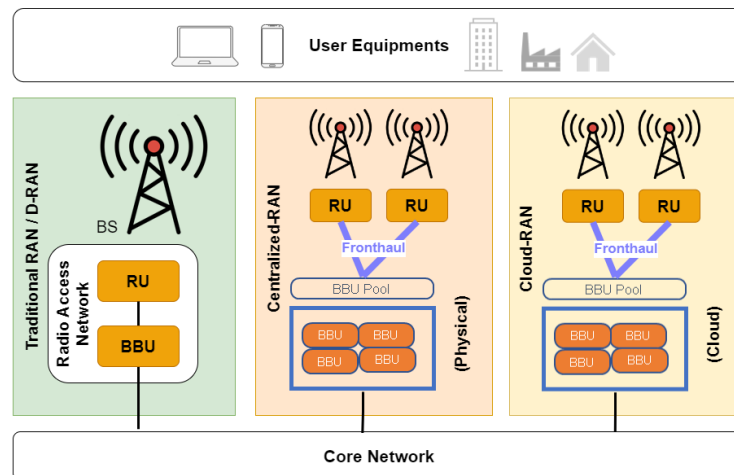 User Equipments
Traditional RAN / D-RAN
BS
Radio Access
Network
RU
BBU
Centralized-RAN
RU
RU
Fronthaul
BBU Pool
BBU
BBU
BBU
BBU
(Physical)
Cloud-RAN
RU
RU
Fronthaul
BBU Pool
BBU
BBU
BBU
BBU
(Cloud)
Core Network